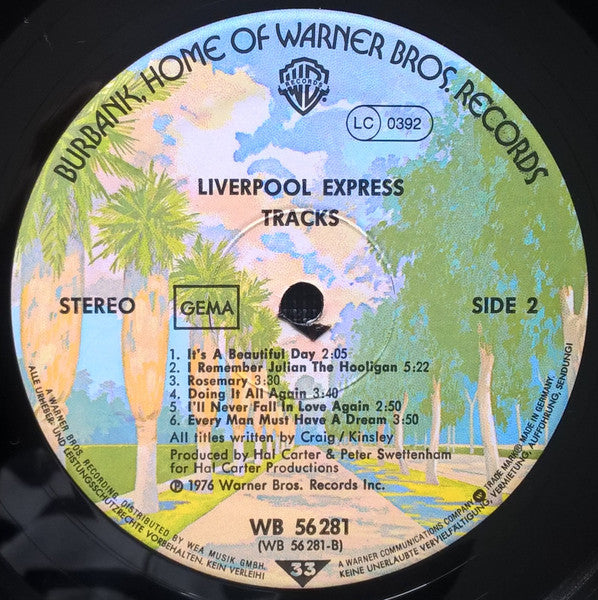 BURBANK, HOME OF WARNER BROS. RECORDS
RECORDS
LC 0392
LIVERPOOL EXPRESS
TRACKS
STEREO GEMA SIDE 2
1. It's A Beautiful Day 2:05
2. I Remember Julian The Hooligan 5:22
3. Rosemary 3:30
4. Doing It All Again 3:40
5. I'll Never Fall In Love Again 2:50
6. Every Man Must Have A Dream 3:50
All titles written by Craig / Kinsley
Produced by Hal Carter & Peter Swettenham
for Hal Carter Productions
Ⓟ 1976 Warner Bros. Records Inc.
WB 56 281
(WB 56 281-B)
33
A WARNER BROS. RECORDING, DISTRIBUTED BY WEA MUSIK GMBH.
ALLE URHEBER- UND LEISTUNGSSCHUTZRECHTE VORBEHALTEN. KEIN VERLEIH!
A WARNER COMMUNICATIONS COMPANY TRADE MARK MADE IN GERMANY.
KEINE UNERLAUBTE VERVIELFÄLTIGUNG, VERMIETUNG, AUFFÜHRUNG, SENDUNG!